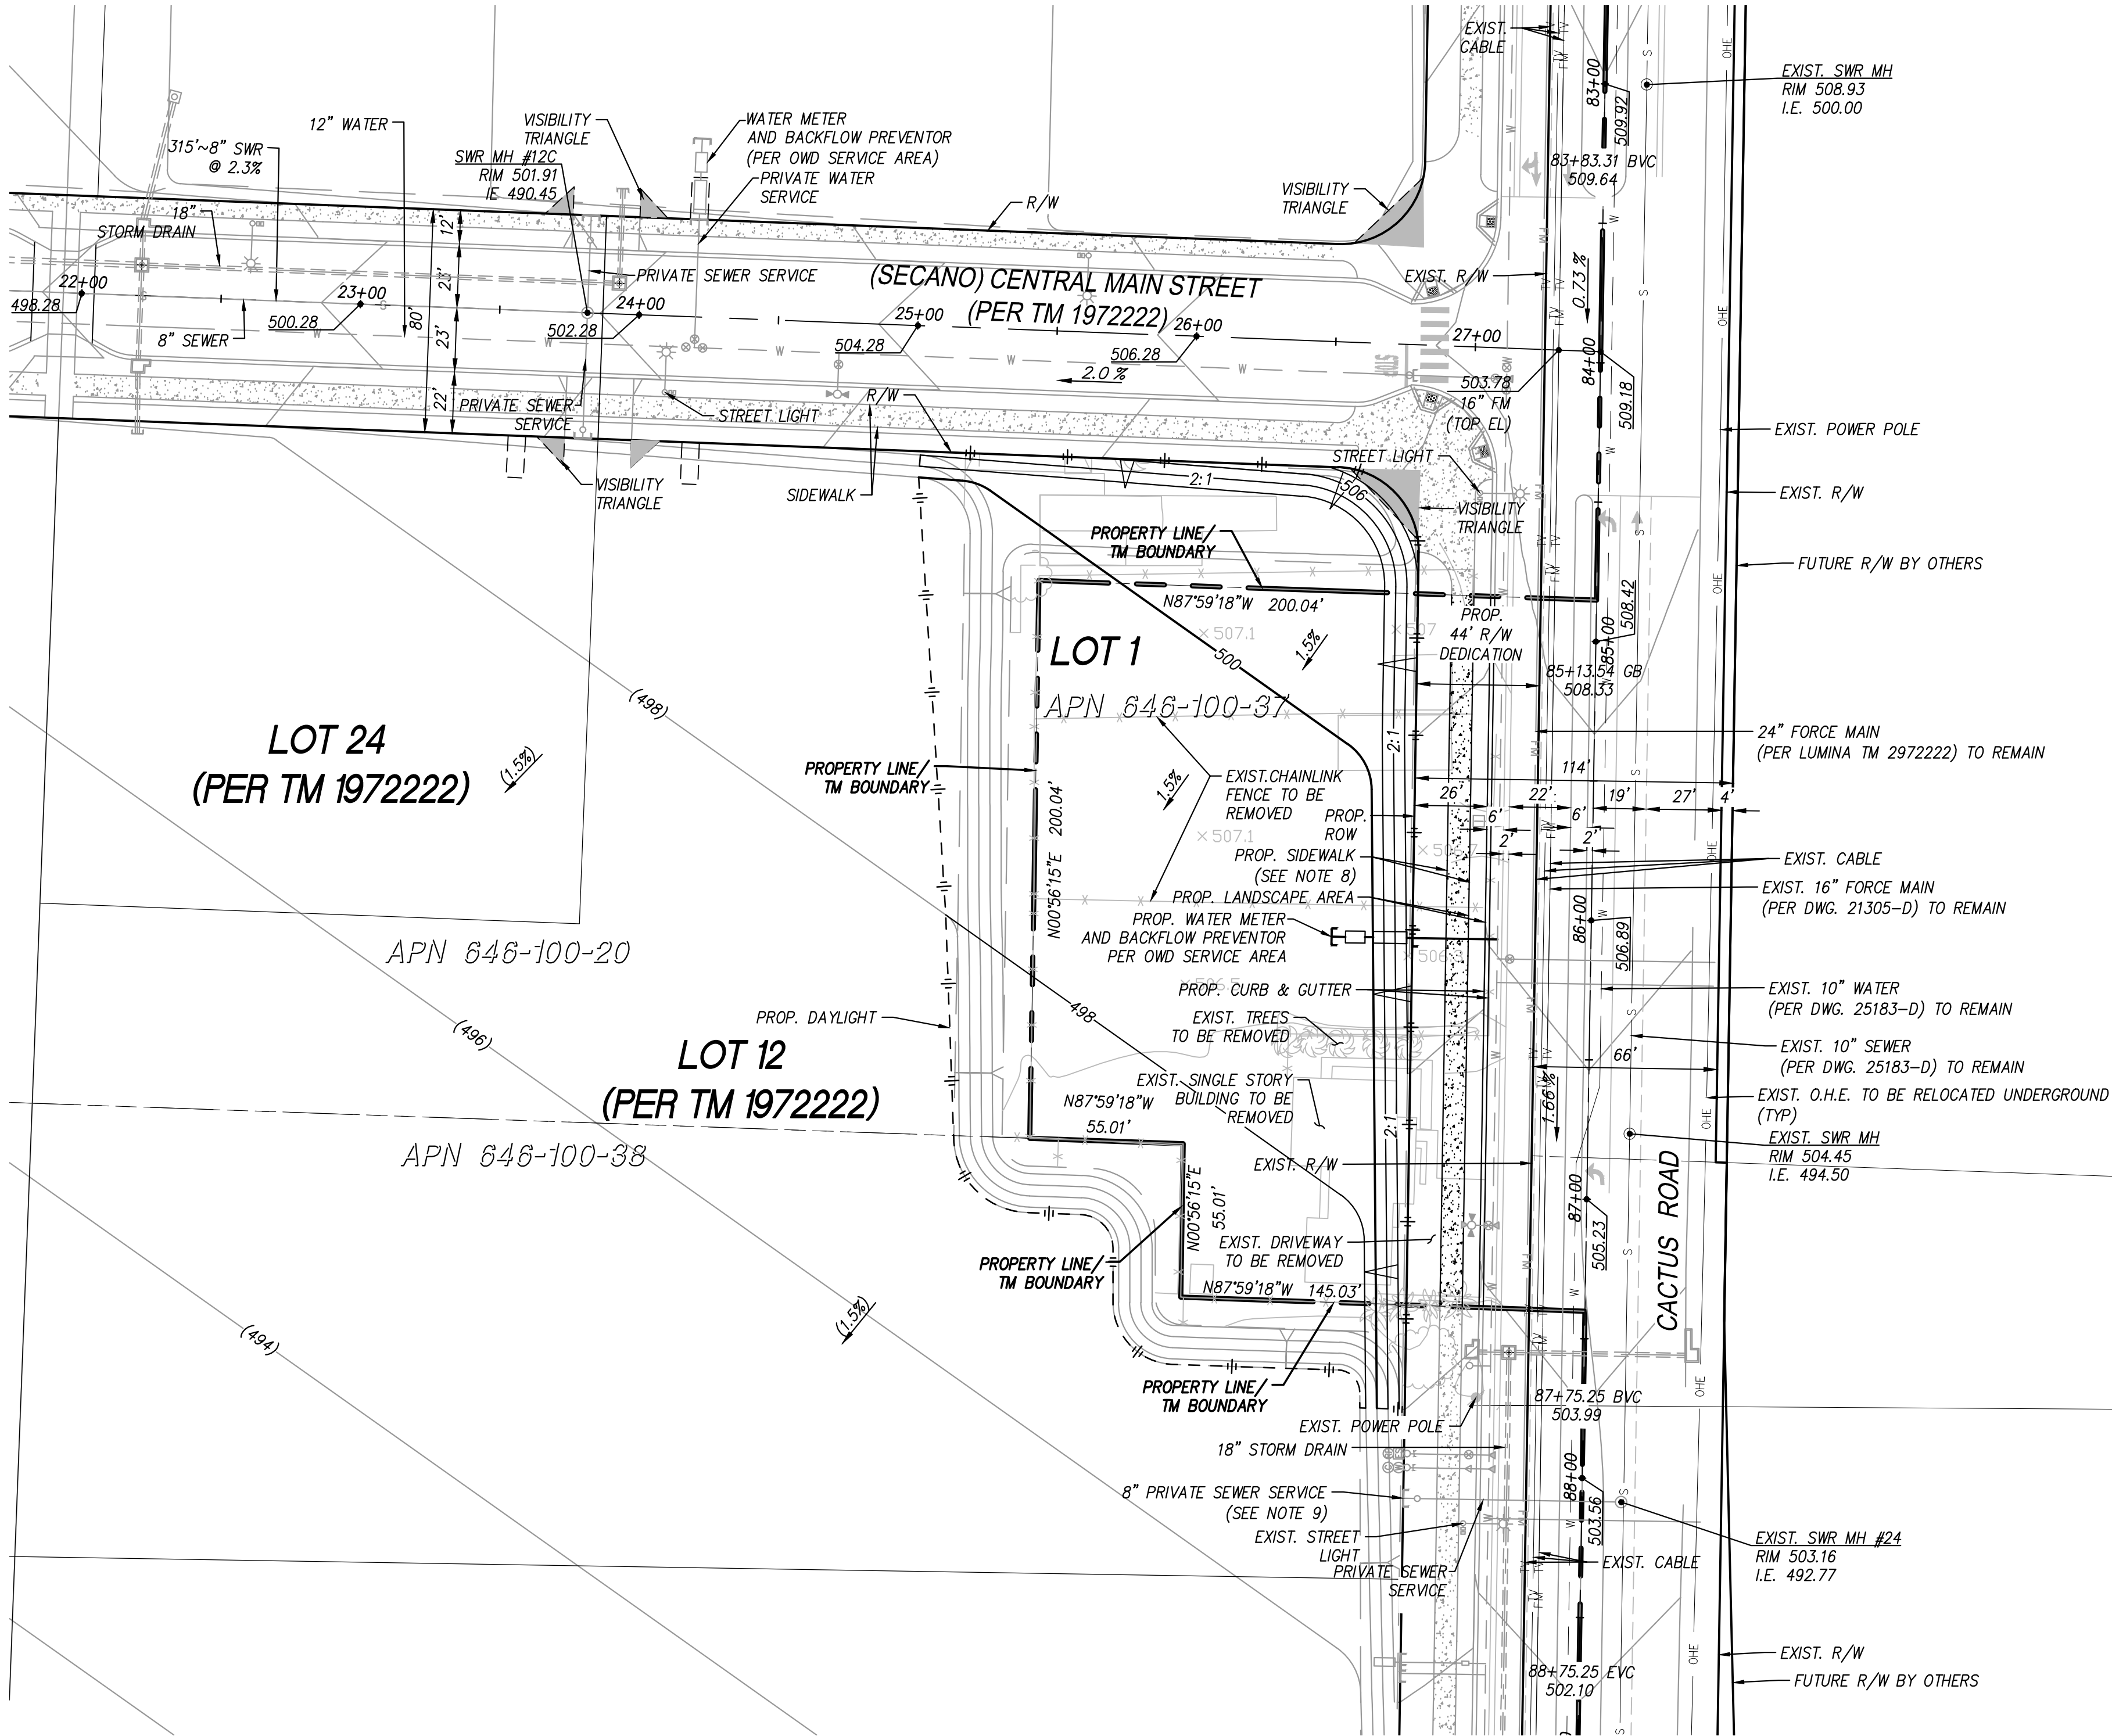 EXIST.
CABLE
EXIST. SWR MH
RIM 508.93
I.E. 500.00
83+00
509.92
83+83.31 BVC
509.64
12" WATER
315'~8" SWR
@ 2.3%
VISIBILITY
TRIANGLE
SWR MH #12C
RIM 501.91
IE 490.45
WATER METER
AND BACKFLOW PREVENTOR
(PER OWD SERVICE AREA)
PRIVATE WATER
SERVICE
R/W
VISIBILITY
TRIANGLE
18"
STORM DRAIN
12'
23'
80'
23'
22'
PRIVATE SEWER SERVICE
(SECANO) CENTRAL MAIN STREET
(PER TM 1972222)
EXIST. R/W
0.73 %
22+00
498.28
23+00
500.28
24+00
502.28
25+00
504.28
26+00
506.28
27+00
84+00
509.18
8" SEWER
2.0 %
STOP
503.78
16" FM
(TOP EL)
PRIVATE SEWER
SERVICE
STREET LIGHT
R/W
EXIST. POWER POLE
STREET LIGHT
VISIBILITY
TRIANGLE
SIDEWALK
2:1
506
VISIBILITY
TRIANGLE
EXIST. R/W
PROPERTY LINE/
TM BOUNDARY
FUTURE R/W BY OTHERS
N87°59'18"W 200.04'
508.42
85+00
507.1
507
PROP.
44' R/W
DEDICATION
LOT 1
1.5%
500
85+13.54 GB
508.33
(498)
APN 646-100-37
LOT 24
(PER TM 1972222)
(1.5%)
2:1
24" FORCE MAIN
(PER LUMINA TM 2972222) TO REMAIN
PROPERTY LINE/
TM BOUNDARY
1.5%
EXIST.CHAINLINK
FENCE TO BE
REMOVED
114'
26'
6'
2'
22'
6'
2'
19'
27'
4'
N00°56'15"E 200.04'
507.1
PROP.
ROW
PROP. SIDEWALK
(SEE NOTE 8)
EXIST. CABLE
PROP. LANDSCAPE AREA
EXIST. 16" FORCE MAIN
(PER DWG. 21305-D) TO REMAIN
PROP. WATER METER
AND BACKFLOW PREVENTOR
PER OWD SERVICE AREA
86+00
506.89
APN 646-100-20
506.5
PROP. CURB & GUTTER
EXIST. 10" WATER
(PER DWG. 25183-D) TO REMAIN
498
PROP. DAYLIGHT
EXIST. TREES
TO BE REMOVED
(496)
LOT 12
(PER TM 1972222)
EXIST. 10" SEWER
(PER DWG. 25183-D) TO REMAIN
66'
EXIST. SINGLE STORY
BUILDING TO BE
REMOVED
EXIST. O.H.E. TO BE RELOCATED UNDERGROUND
(TYP)
N87°59'18"W
55.01'
2:1
1.66%
EXIST. SWR MH
RIM 504.45
I.E. 494.50
APN 646-100-38
EXIST. R/W
N00°56'15"E
55.01'
87+00
505.23
CACTUS ROAD
EXIST. DRIVEWAY
TO BE REMOVED
PROPERTY LINE/
TM BOUNDARY
N87°59'18"W 145.03'
(1.5%)
(494)
PROPERTY LINE/
TM BOUNDARY
87+75.25 BVC
503.99
EXIST. POWER POLE
18" STORM DRAIN
88+00
503.56
8" PRIVATE SEWER SERVICE
(SEE NOTE 9)
EXIST. STREET
LIGHT
PRIVATE SEWER
SERVICE
EXIST. CABLE
EXIST. SWR MH #24
RIM 503.16
I.E. 492.77
EXIST. R/W
88+75.25 EVC
502.10
FUTURE R/W BY OTHERS